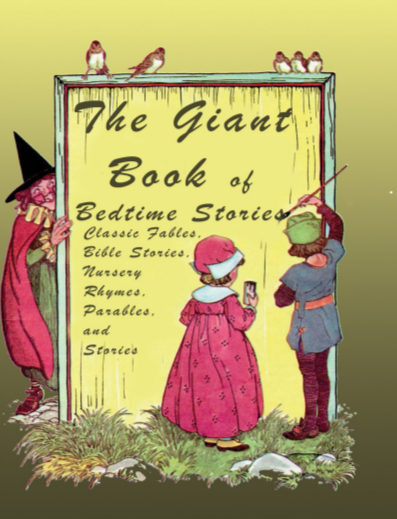 The Giant
Book of
Bedtime Stories
Classic Fables,
Bible Stories,
Nursery
Rhymes,
Parables,
and
Stories